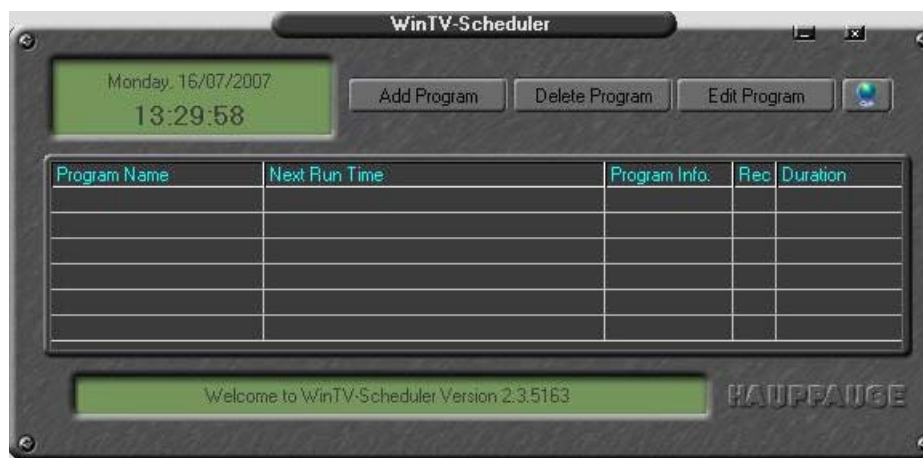 WinTV-Scheduler
Monday, 16/07/2007
13:29:58
Add Program
Delete Program
Edit Program
Program Name
Next Run Time
Program Info.
Rec
Duration
Welcome to WinTV-Scheduler Version 2.3.5163
HAUPPAUGE